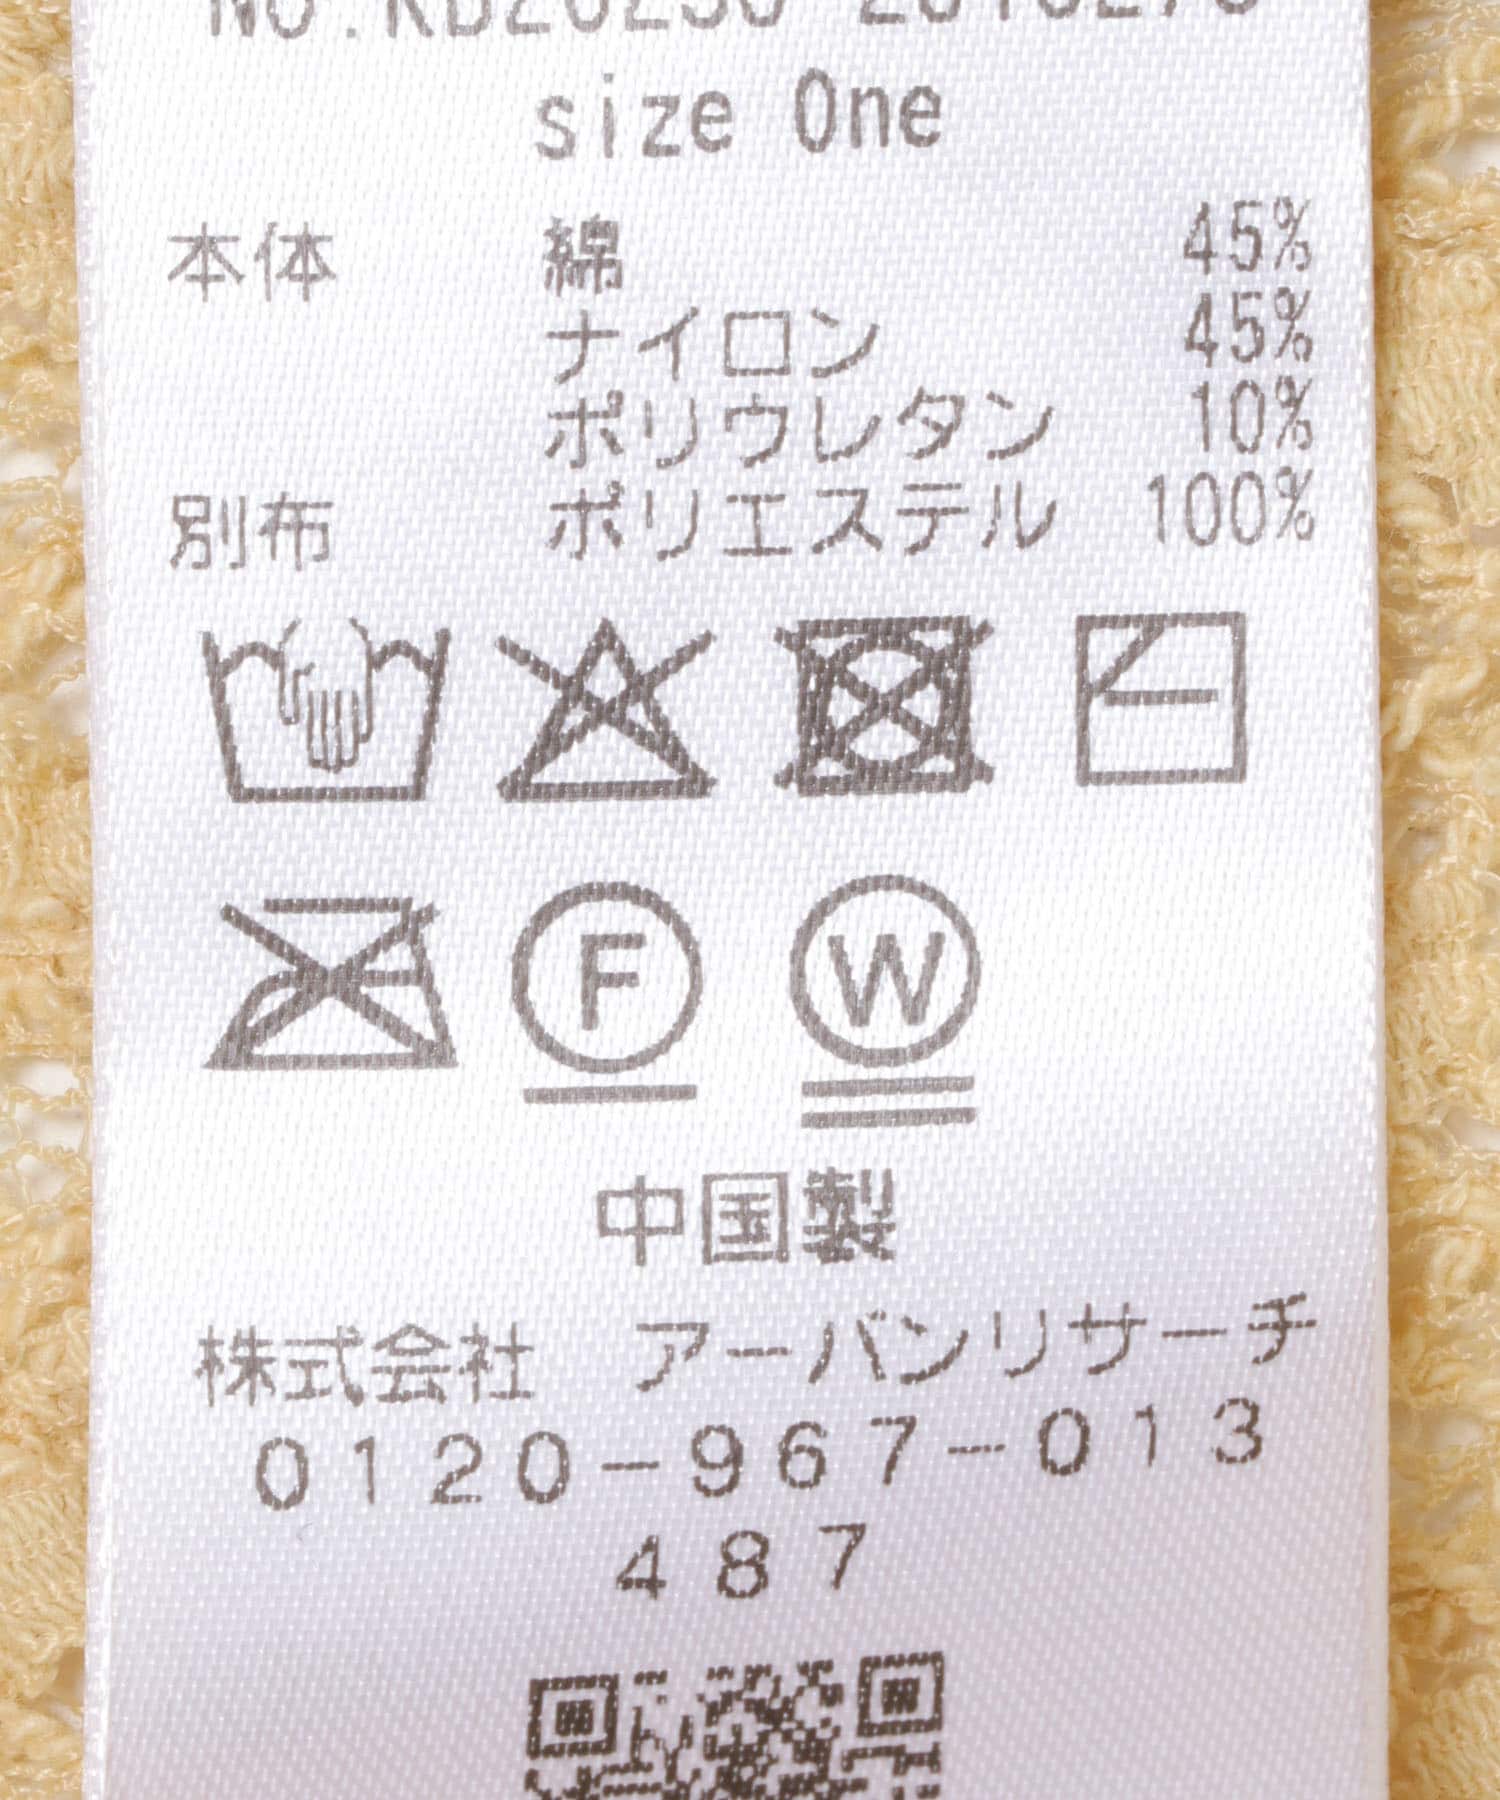 size One
本体 綿 45%
ナイロン 45%
ポリウレタン 10%
別布 ポリエステル 100%
F W
中国製
株式会社 アーバンリサーチ
0120-967-013
487